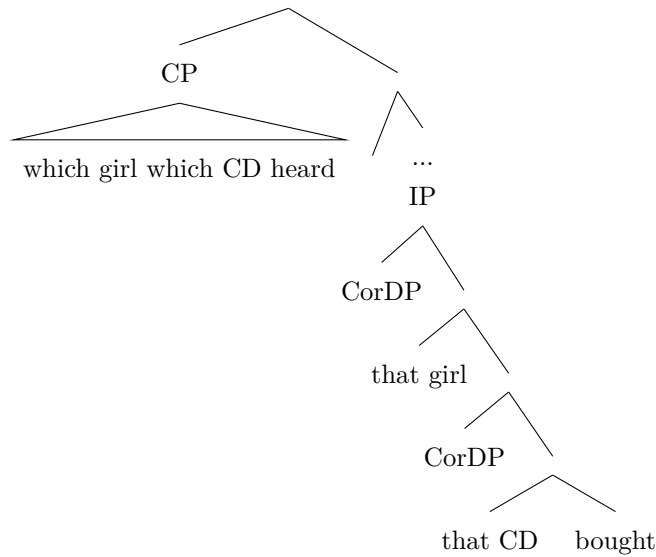 CP
which girl which CD heard
...
IP
CorDP
that girl
CorDP
that CD bought